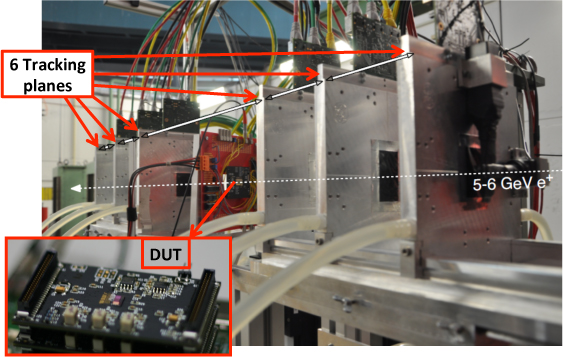 6 Tracking
planes
5-6 GeV e⁺
DUT